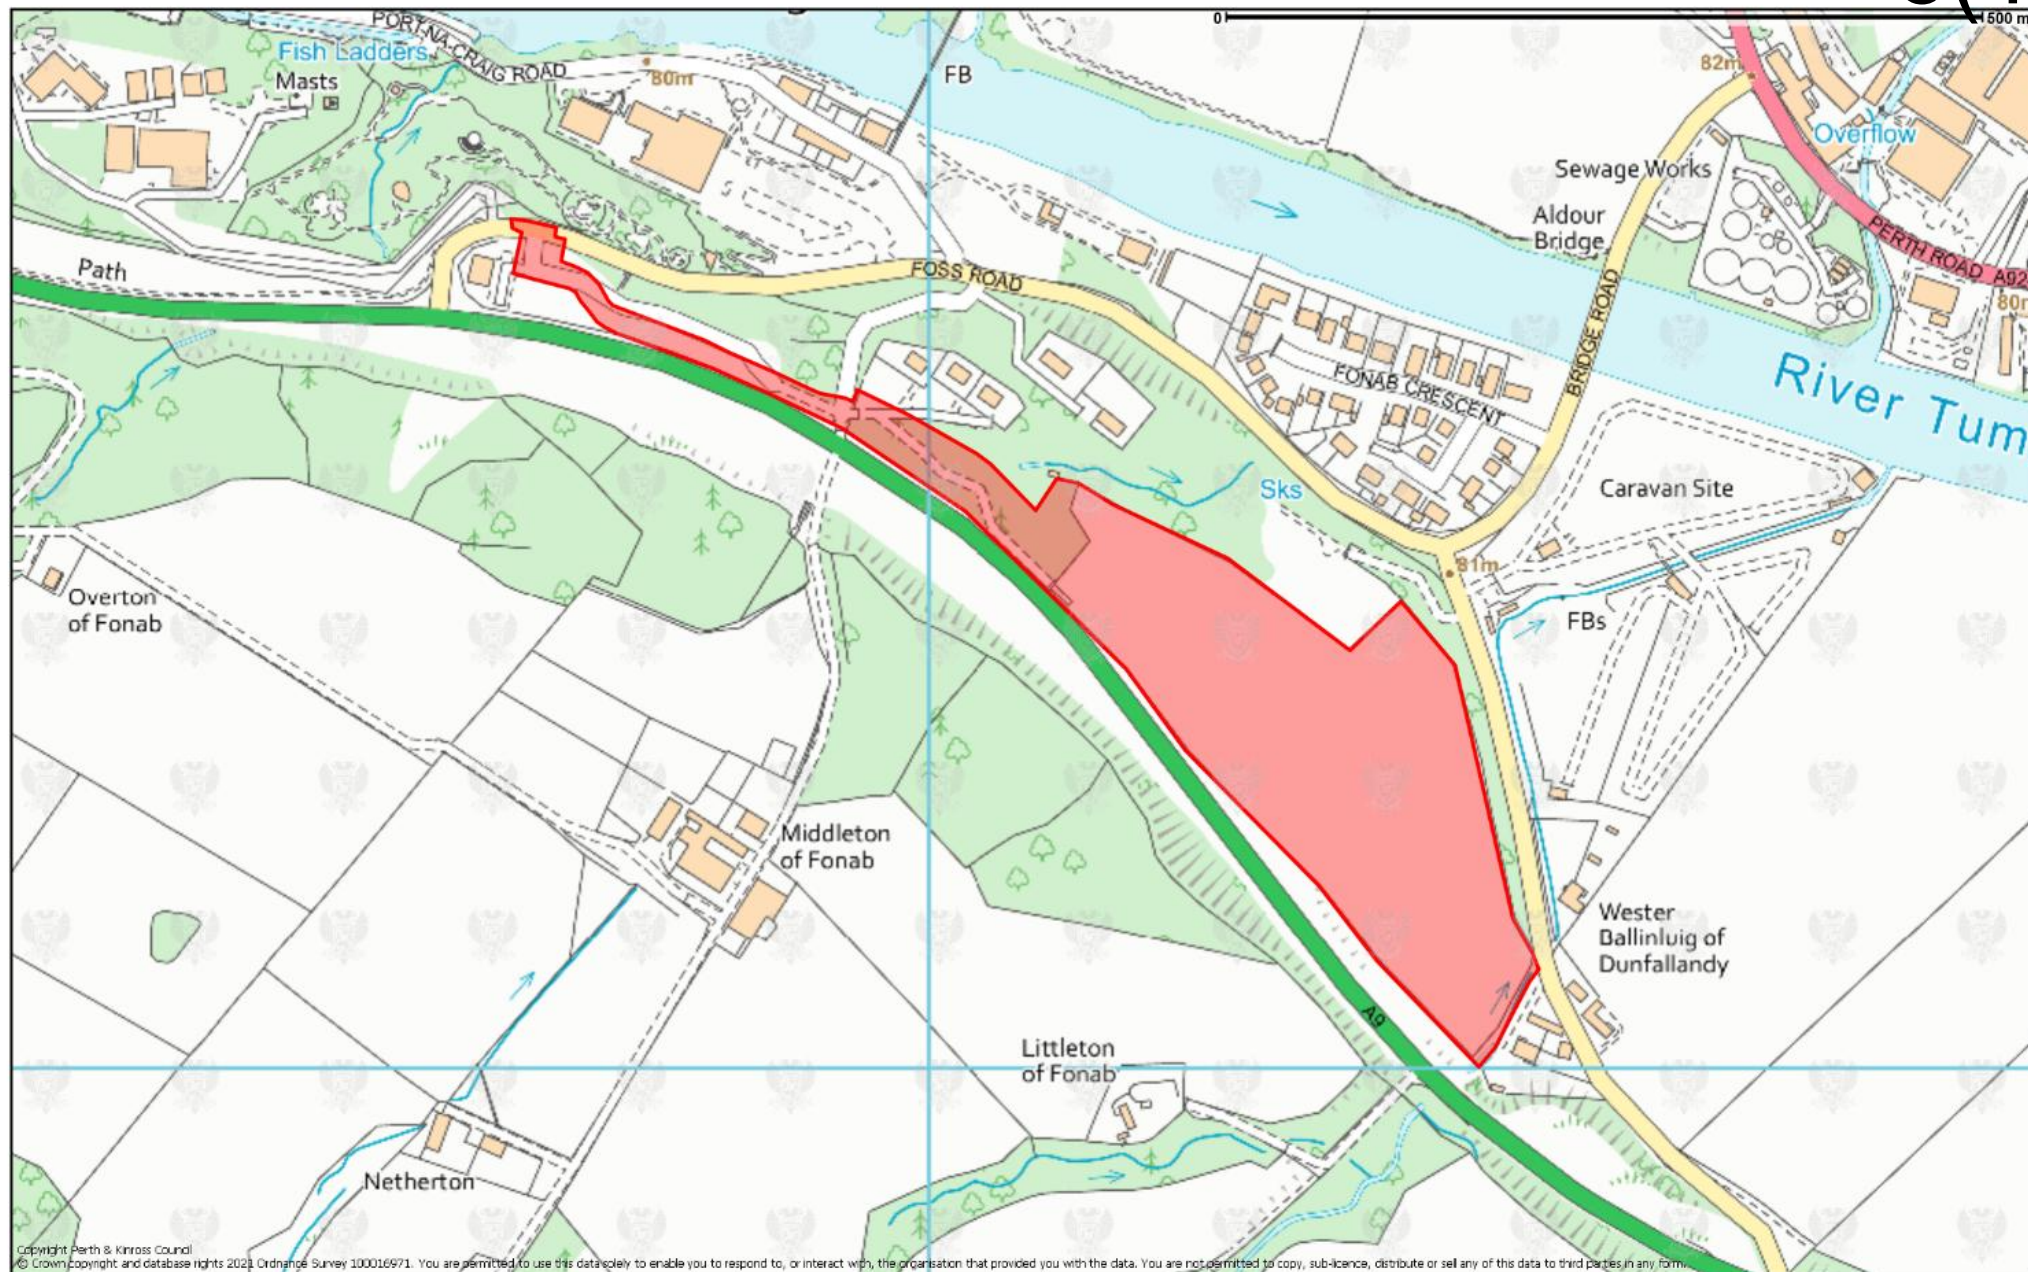 0
500 m
PORT-NA-CRAIG ROAD
Fish Ladders
Masts
80m
FB
82m
Overflow
Sewage Works
Aldour
Bridge
PERTH ROAD
Path
FOSS ROAD
BRIDGE ROAD
FONAB CRESCENT
River Tum
Sks
Caravan Site
81m
FBs
Overton
of Fonab
Middleton
of Fonab
Wester
Ballinluig of
Dunfallandy
A9
Littleton
of Fonab
Netherton
Copyright Perth & Kinross Council
© Crown copyright and database rights 2021 Ordnance Survey 100016971. You are permitted to use this data solely to enable you to respond to, or interact with, the organisation that provided you with the data. You are not permitted to copy, sub-licence, distribute or sell any of this data to third parties in any form.